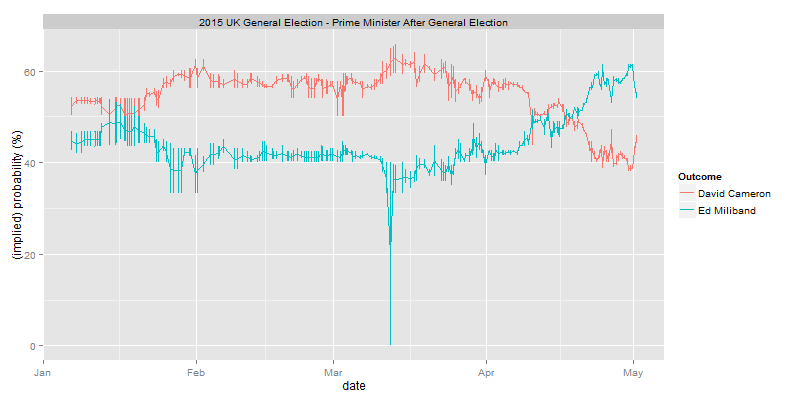 2015 UK General Election - Prime Minister After General Election
(implied) probability (%)
60
40
20
0
Jan
Feb
Mar
Apr
May
date
Outcome
David Cameron
Ed Miliband